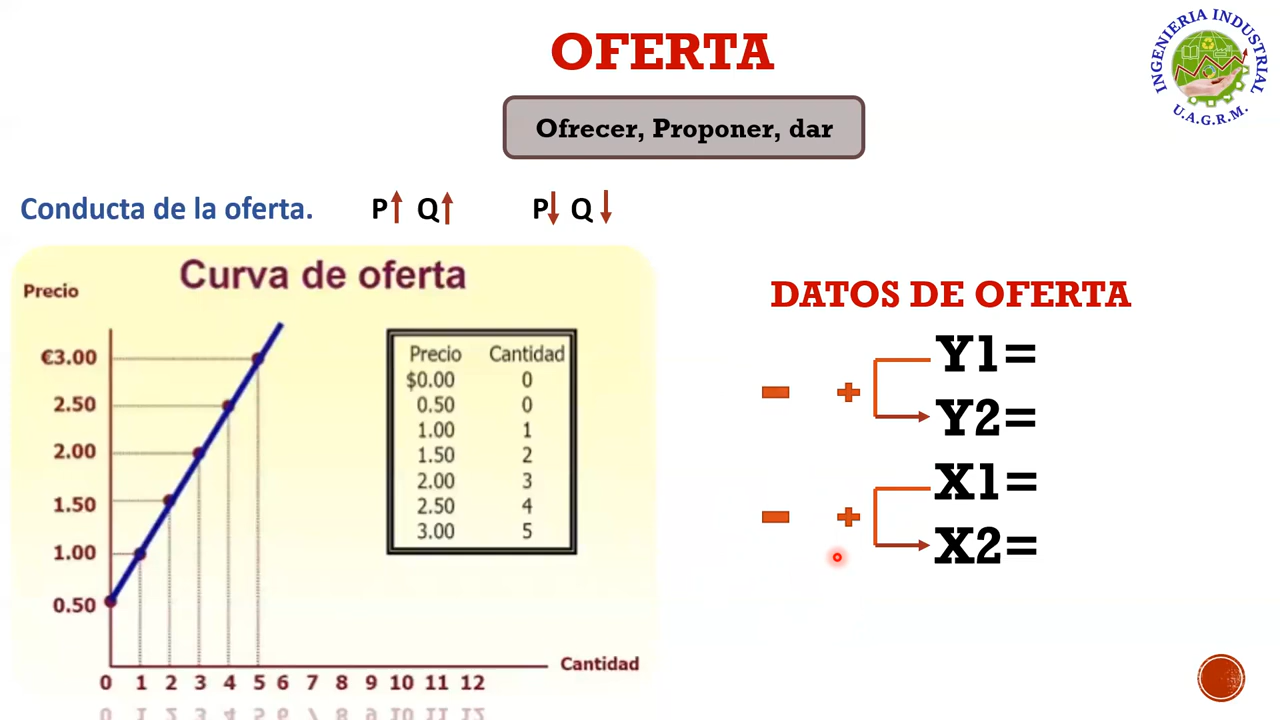 OFERTA
INGENIERIA INDUSTRIAL
U.A.G.R.M.
Ofrecer, Proponer, dar
Conducta de la oferta. P Q P Q
Curva de oferta
Precio
€3.00
2.50
2.00
1.50
1.00
0.50
Precio Cantidad
$0.00 0
0.50 0
1.00 1
1.50 2
2.00 3
2.50 4
3.00 5
Cantidad
0 1 2 3 4 5 6 7 8 9 10 11 12
DATOS DE OFERTA
Y1=
Y2=
X1=
X2=